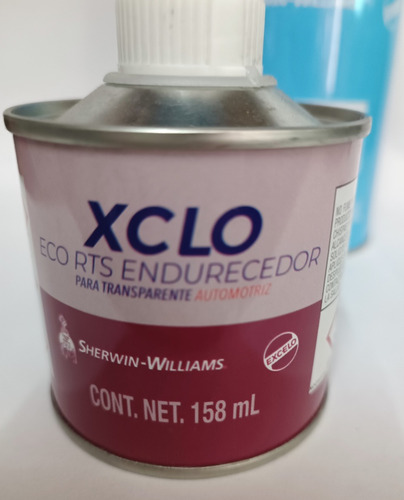 XCLO
ECO RTS ENDURECEDOR
PARA TRANSPARENTE AUTOMOTRIZ
SHERWIN-WILLIAMS.
EXCELO
CONT. NET. 158 mL